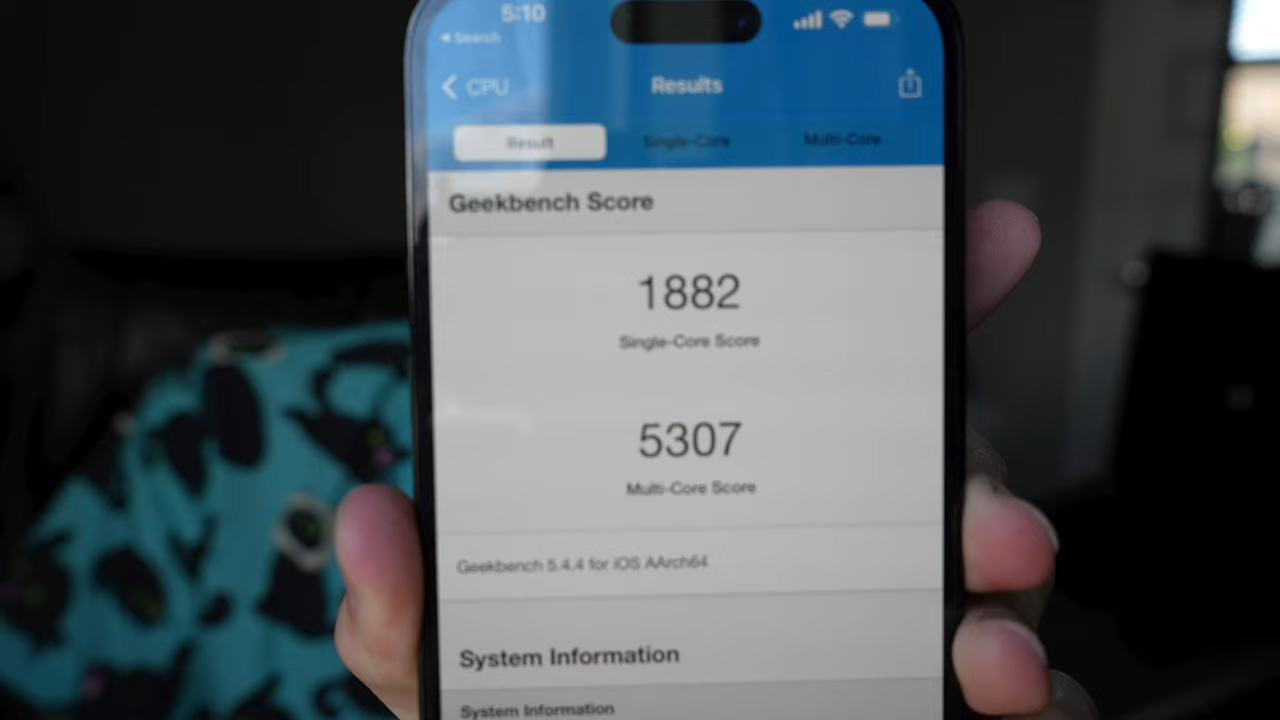 5:10
Search
CPU
Results
Result
Single-Core
Multi-Core
Geekbench Score
1882
Single-Core Score
5307
Multi-Core Score
Geekbench 5.4.4 for iOS AArch64
System Information
System Information